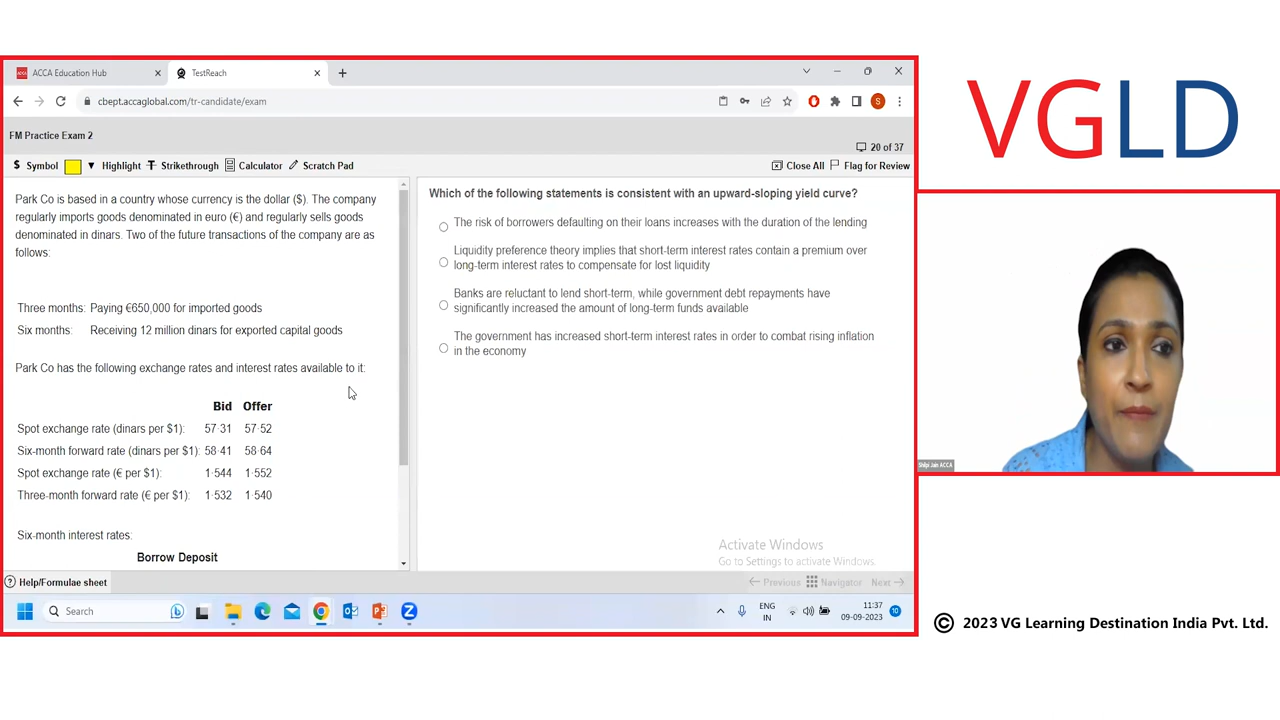 ACCA Education Hub
TestReach
cbept.accaglobal.com/tr-candidate/exam
FM Practice Exam 2
20 of 37
$ Symbol Highlight Strikethrough Calculator Scratch Pad
Close All Flag for Review
Park Co is based in a country whose currency is the dollar ($). The company
regularly imports goods denominated in euro (€) and regularly sells goods
denominated in dinars. Two of the future transactions of the company are as
follows:
Three months: Paying €650,000 for imported goods
Six months: Receiving 12 million dinars for exported capital goods
Park Co has the following exchange rates and interest rates available to it:
Bid Offer
Spot exchange rate (dinars per $1): 57·31 57·52
Six-month forward rate (dinars per $1): 58·41 58·64
Spot exchange rate (€ per $1): 1·544 1·552
Three-month forward rate (€ per $1): 1·532 1·540
Six-month interest rates:
Borrow Deposit
Which of the following statements is consistent with an upward-sloping yield curve?
The risk of borrowers defaulting on their loans increases with the duration of the lending
Liquidity preference theory implies that short-term interest rates contain a premium over
long-term interest rates to compensate for lost liquidity
Banks are reluctant to lend short-term, while government debt repayments have
significantly increased the amount of long-term funds available
The government has increased short-term interest rates in order to combat rising inflation
in the economy
Activate Windows
Go to Settings to activate Windows.
Help/Formulae sheet
Previous Navigator Next
Search
ENG
IN
11:37
09-09-2023
10
S
VGLD
Shilpi Jain ACCA
© 2023 VG Learning Destination India Pvt. Ltd.